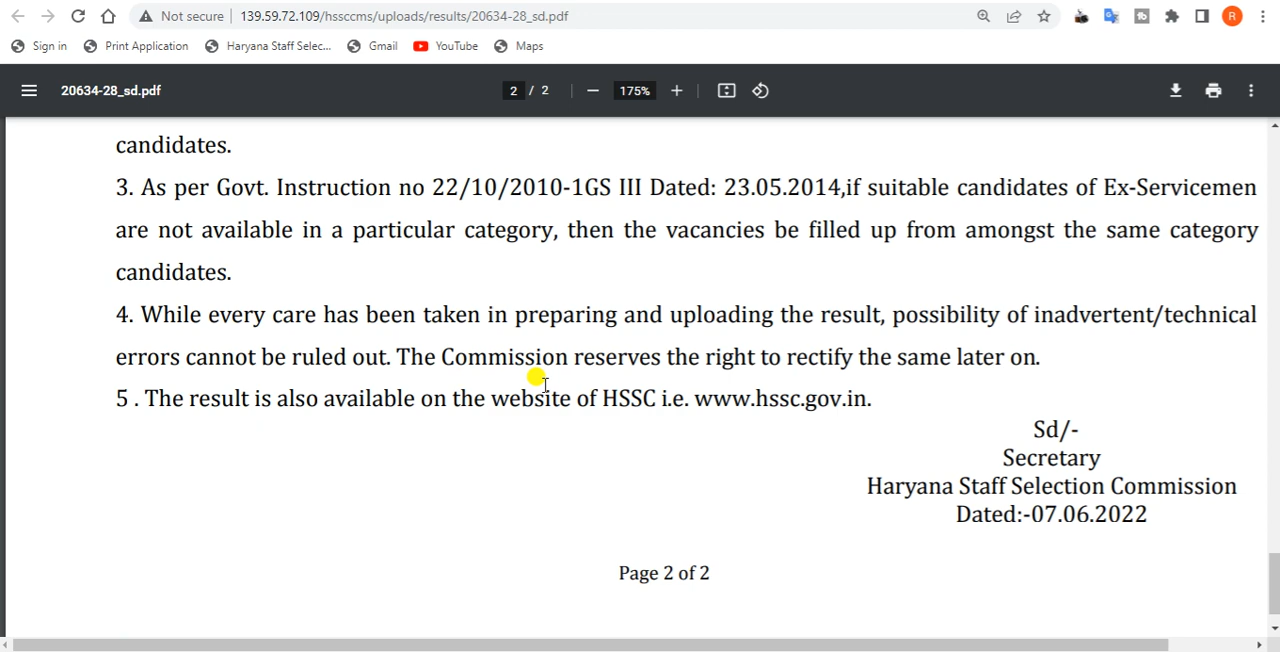 Not secure | 139.59.72.109/hssccms/uploads/results/20634-28_sd.pdf
Sign in Print Application Haryana Staff Selec... Gmail YouTube Maps
20634-28_sd.pdf 2 / 2 175%
candidates.
3. As per Govt. Instruction no 22/10/2010-1GS III Dated: 23.05.2014,if suitable candidates of Ex-Servicemen
are not available in a particular category, then the vacancies be filled up from amongst the same category
candidates.
4. While every care has been taken in preparing and uploading the result, possibility of inadvertent/technical
errors cannot be ruled out. The Commission reserves the right to rectify the same later on.
5 . The result is also available on the website of HSSC i.e. www.hssc.gov.in.
Sd/-
Secretary
Haryana Staff Selection Commission
Dated:-07.06.2022
Page 2 of 2